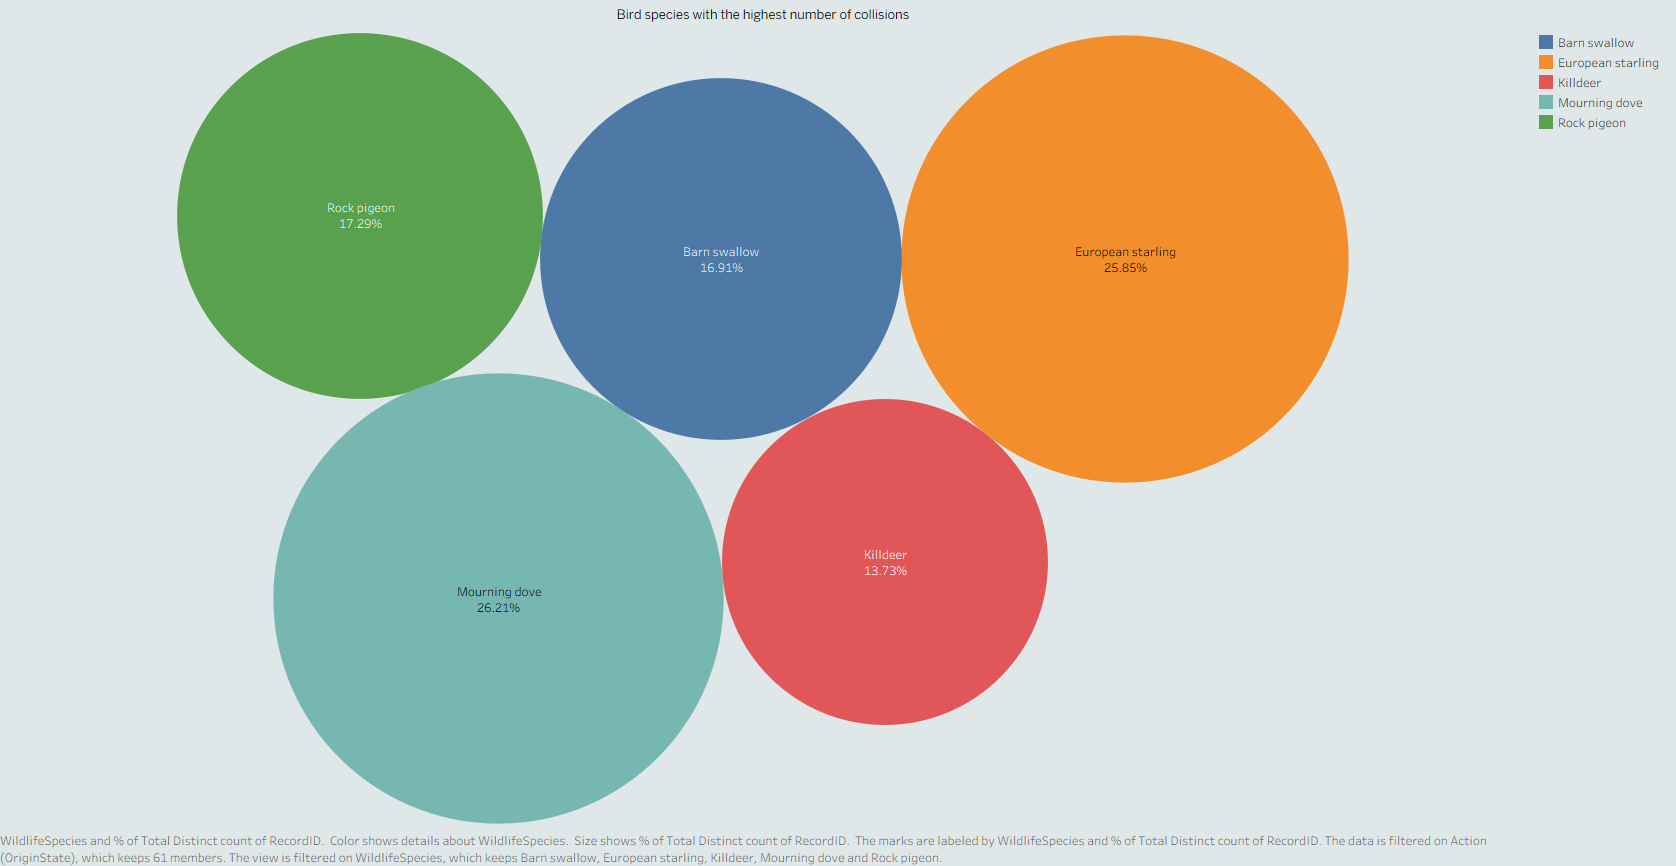 Bird species with the highest number of collisions
Barn swallow
European starling
Killdeer
Mourning dove
Rock pigeon
Rock pigeon
17.29%
Barn swallow
16.91%
European starling
25.85%
Killdeer
13.73%
Mourning dove
26.21%
WildlifeSpecies and % of Total Distinct count of RecordID.  Color shows details about WildlifeSpecies.  Size shows % of Total Distinct count of RecordID.  The marks are labeled by WildlifeSpecies and % of Total Distinct count of RecordID. The data is filtered on Action
(OriginState), which keeps 61 members. The view is filtered on WildlifeSpecies, which keeps Barn swallow, European starling, Killdeer, Mourning dove and Rock pigeon.